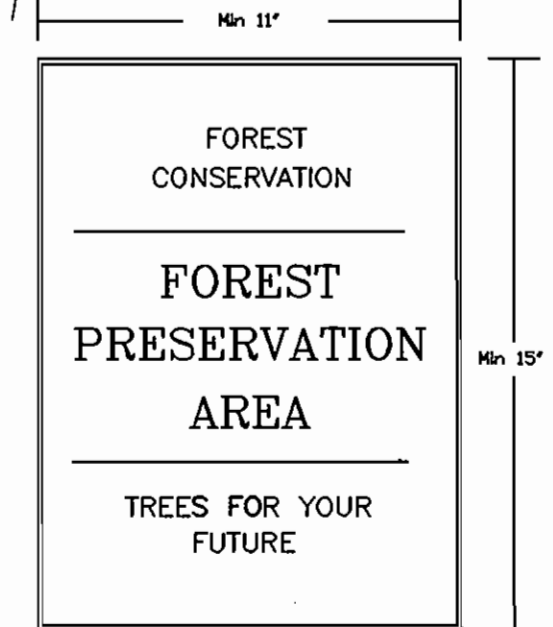 Min 11"
FOREST
CONSERVATION
FOREST
PRESERVATION
AREA
Min 15"
TREES FOR YOUR
FUTURE